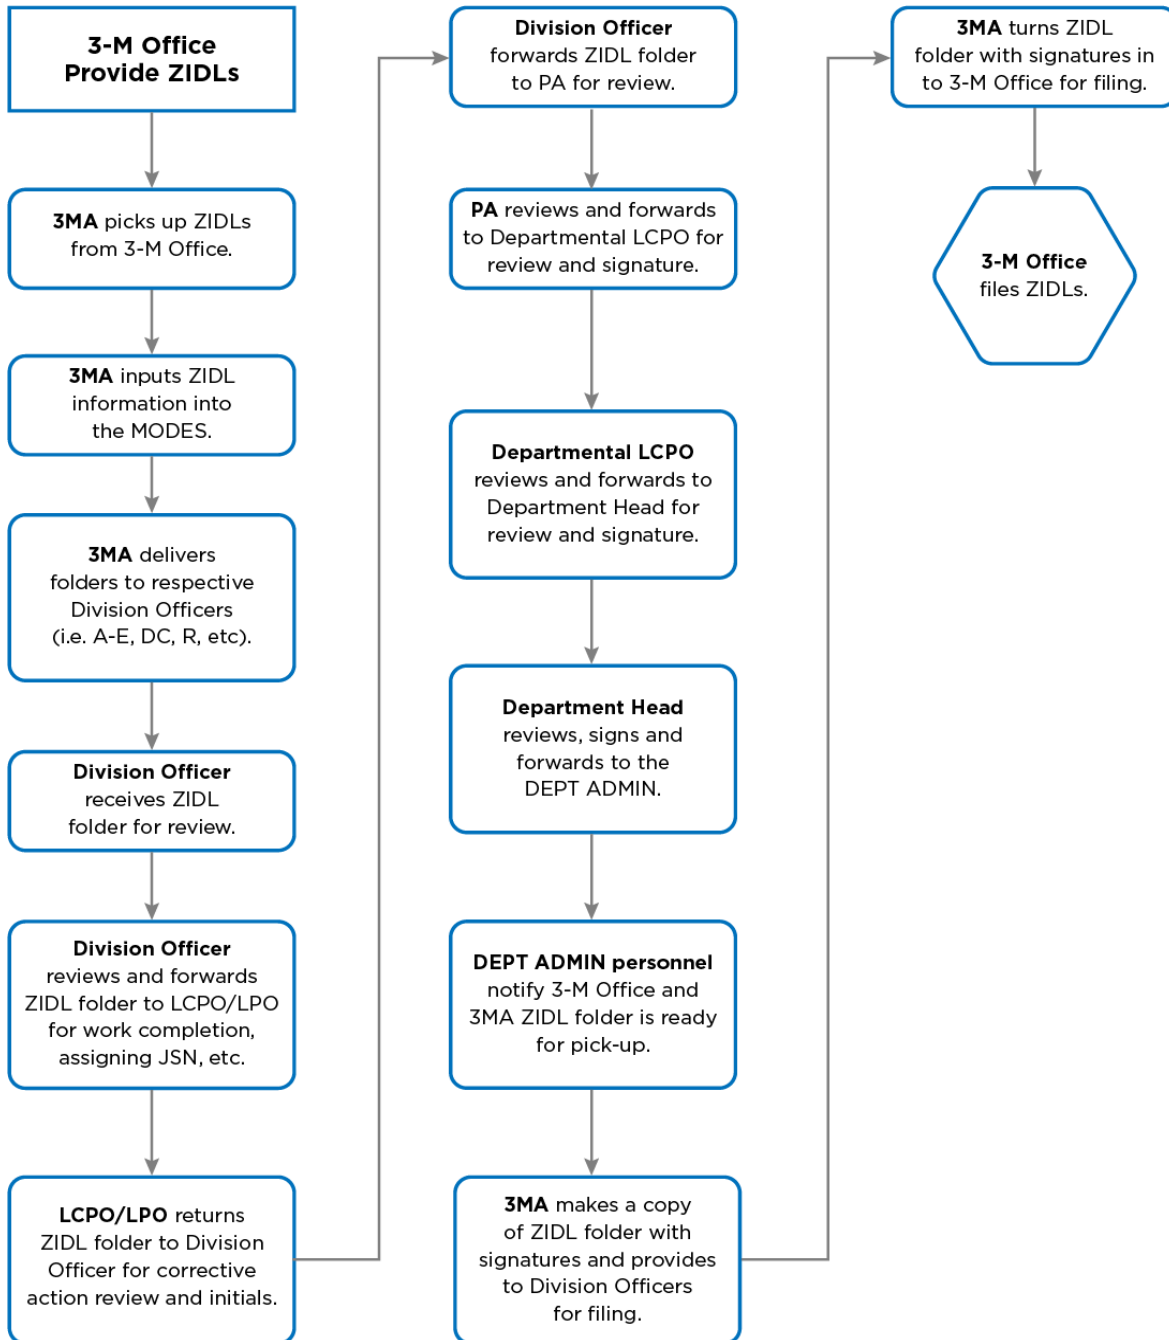 3-M Office
Provide ZIDLs
3MA picks up ZIDLs
from 3-M Office.
3MA inputs ZIDL
information into
the MODES.
3MA delivers
folders to respective
Division Officers
(i.e. A-E, DC, R, etc).
Division Officer
receives ZIDL
folder for review.
Division Officer
reviews and forwards
ZIDL folder to LCPO/LPO
for work completion,
assigning JSN, etc.
LCPO/LPO returns
ZIDL folder to Division
Officer for corrective
action review and initials.
Division Officer
forwards ZIDL folder
to PA for review.
PA reviews and forwards
to Departmental LCPO for
review and signature.
Departmental LCPO
reviews and forwards to
Department Head for
review and signature.
Department Head
reviews, signs and
forwards to the
DEPT ADMIN.
DEPT ADMIN personnel
notify 3-M Office and
3MA ZIDL folder is ready
for pick-up.
3MA makes a copy
of ZIDL folder with
signatures and provides
to Division Officers
for filing.
3MA turns ZIDL
folder with signatures in
to 3-M Office for filing.
3-M Office
files ZIDLs.